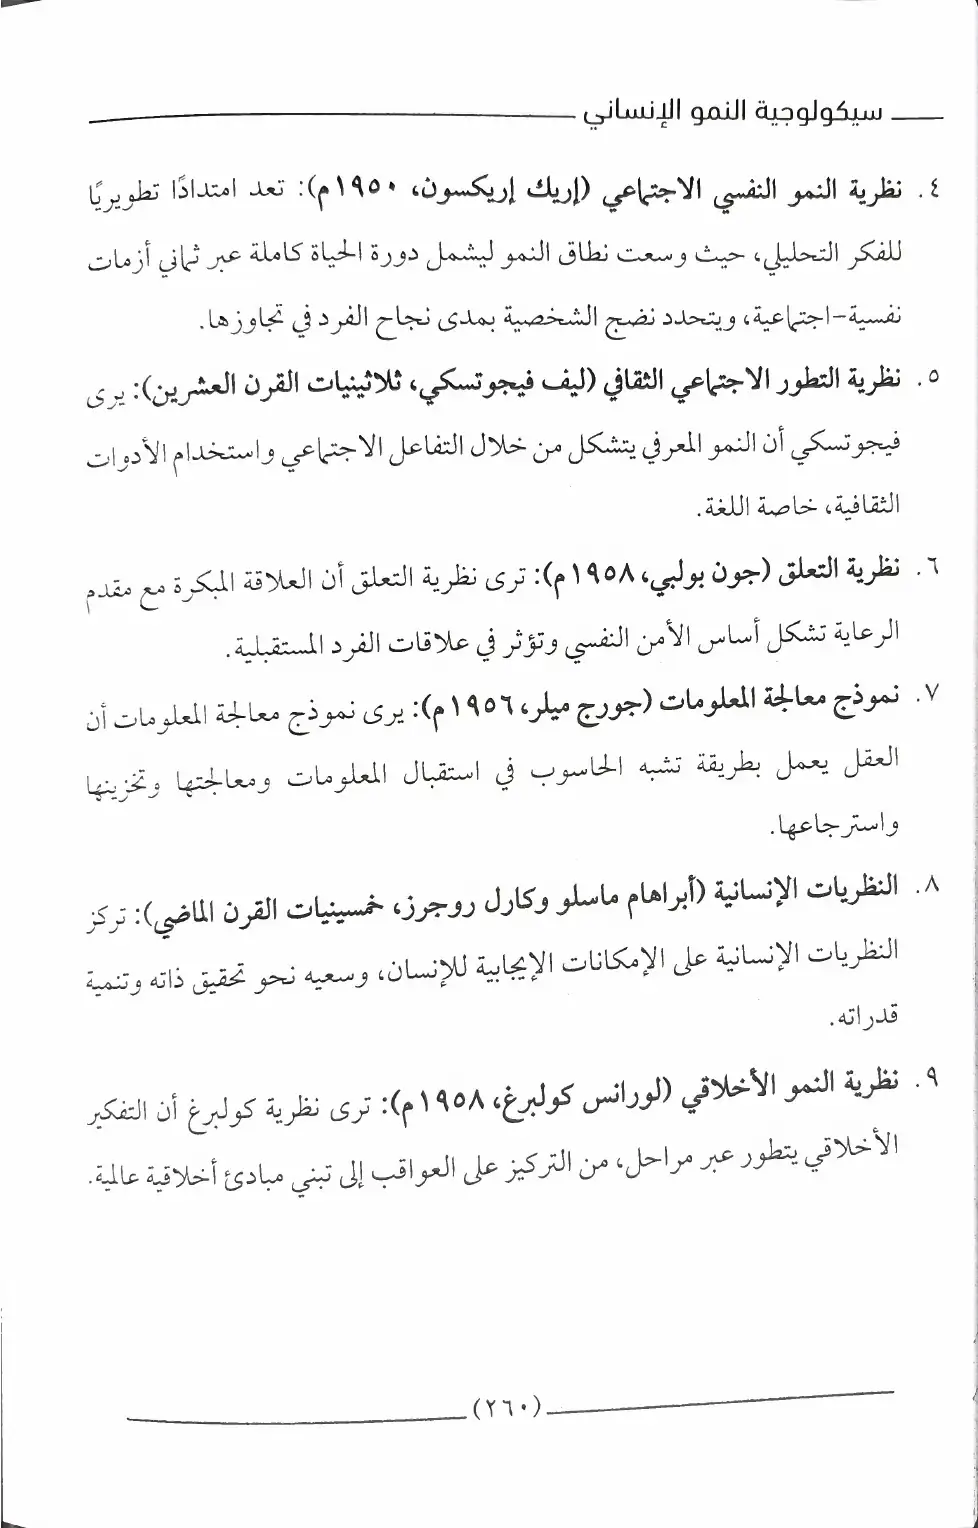 سيكولوجية النمو الإنساني
٤. نظرية النمو النفسي الاجتماعي (إريك إريكسون، ١٩٥٠م): تعد امتدادًا تطويريًا
للفكر التحليلي، حيث وسعت نطاق النمو ليشمل دورة الحياة كاملة عبر ثماني أزمات
نفسية-اجتماعية، ويتحدد نضج الشخصية بمدى نجاح الفرد في تجاوزها.
٥. نظرية التطور الاجتماعي الثقافي (ليف فيجوتسكي، ثلاثينيات القرن العشرين): يرى
فيجوتسكي أن النمو المعرفي يتشكل من خلال التفاعل الاجتماعي واستخدام الأدوات
الثقافية، خاصة اللغة.
٦. نظرية التعلق (جون بولبي، ١٩٥٨م): ترى نظرية التعلق أن العلاقة المبكرة مع مقدم
الرعاية تشكل أساس الأمن النفسي وتؤثر في علاقات الفرد المستقبلية.
٧. نموذج معالجة المعلومات (جورج ميلر، ١٩٥٦م): يرى نموذج معالجة المعلومات أن
العقل يعمل بطريقة تشبه الحاسوب في استقبال المعلومات ومعالجتها وتخزينها
واسترجاعها.
٨. النظريات الإنسانية (أبراهام ماسلو وكارل روجرز، خمسينيات القرن الماضي): تركز
النظريات الإنسانية على الإمكانات الإيجابية للإنسان، وسعيه نحو تحقيق ذاته وتنمية
قدراته.
٩. نظرية النمو الأخلاقي (لورانس كولبرغ، ١٩٥٨م): ترى نظرية كولبرغ أن التفكير
الأخلاقي يتطور عبر مراحل، من التركيز على العواقب إلى تبني مبادئ أخلاقية عالمية.
(٢٦٠)